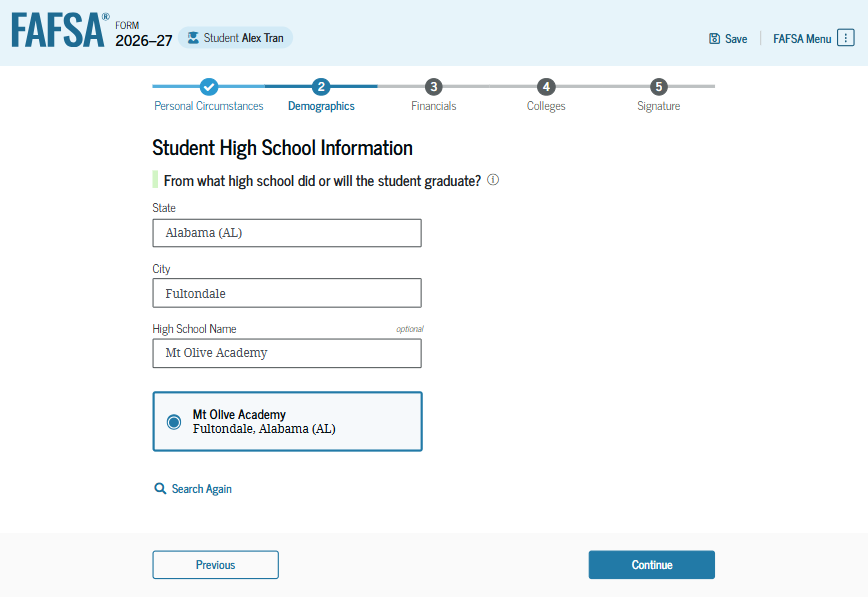 FAFSA® FORM 2026–27 Student Alex Tran Save FAFSA Menu
2 3 4 5
Personal Circumstances Demographics Financials Colleges Signature
Student High School Information
From what high school did or will the student graduate?
State
Alabama (AL)
City
Fultondale
High School Name optional
Mt Olive Academy
Mt Olive Academy
Fultondale, Alabama (AL)
Search Again
Previous Continue